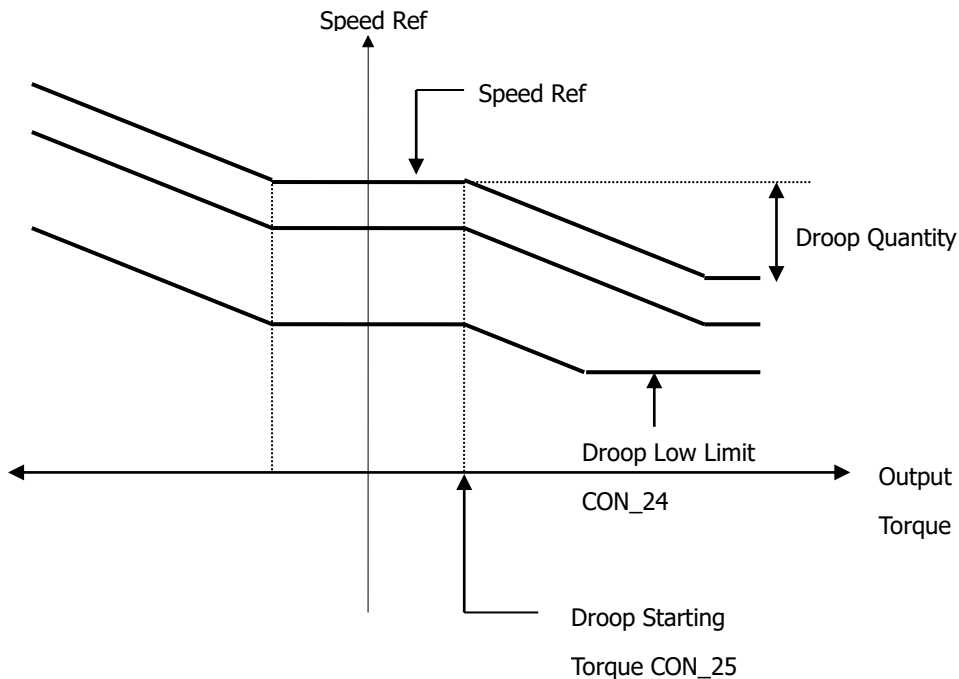 Speed Ref
Speed Ref
Droop Quantity
Droop Low Limit
CON_24
Output
Torque
Droop Starting
Torque CON_25